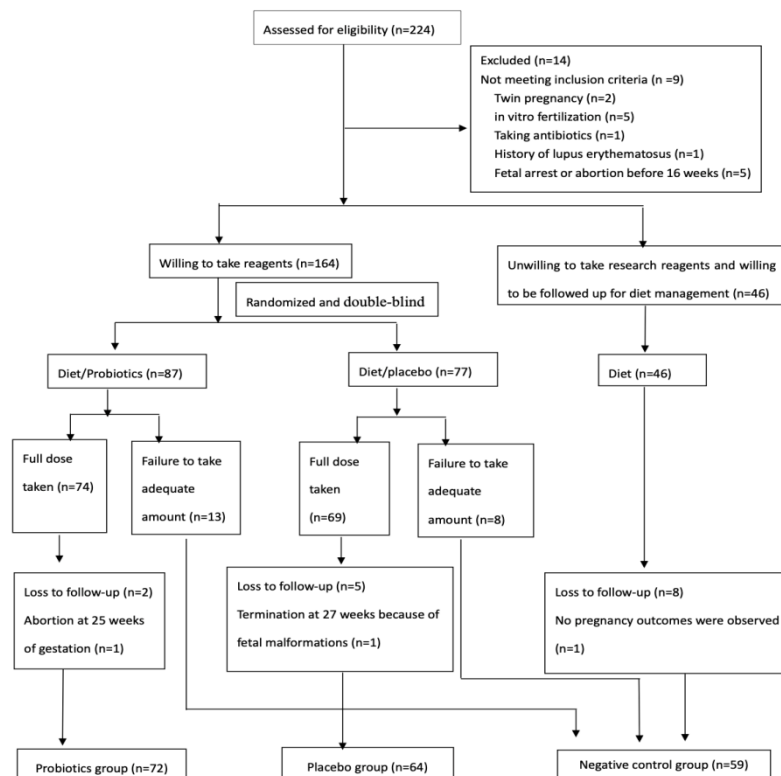 Assessed for eligibility (n=224)
Excluded (n=14)
Not meeting inclusion criteria (n =9)
Twin pregnancy (n=2)
in vitro fertilization (n=5)
Taking antibiotics (n=1)
History of lupus erythematosus (n=1)
Fetal arrest or abortion before 16 weeks (n=5)
Willing to take reagents (n=164)
Unwilling to take research reagents and willing
to be followed up for diet management (n=46)
Randomized and double-blind
Diet/Probiotics (n=87)
Diet/placebo (n=77)
Diet (n=46)
Full dose
taken (n=74)
Failure to take
adequate
amount (n=13)
Full dose
taken
(n=69)
Failure to take
adequate
amount (n=8)
Loss to follow-up (n=2)
Abortion at 25 weeks
of gestation (n=1)
Loss to follow-up (n=5)
Termination at 27 weeks because of
fetal malformations (n=1)
Loss to follow-up (n=8)
No pregnancy outcomes were observed
(n=1)
Probiotics group (n=72)
Placebo group (n=64)
Negative control group (n=59)